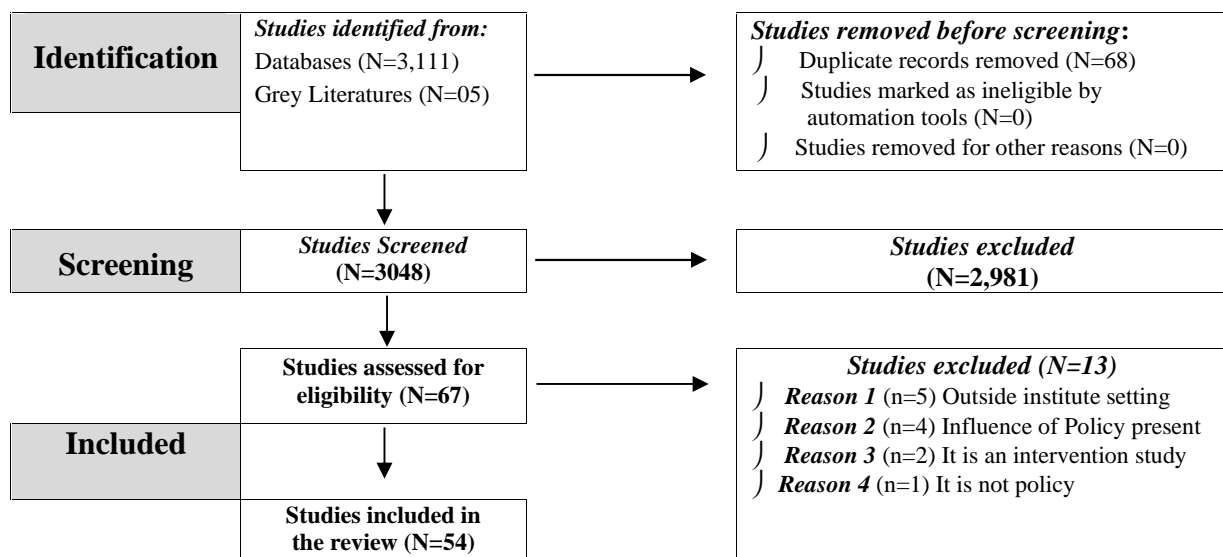 Identification
Studies identified from:
Databases (N=3,111)
Grey Literatures (N=05)
Studies removed before screening:
Duplicate records removed (N=68)
Studies marked as ineligible by
automation tools (N=0)
Studies removed for other reasons (N=0)
Screening
Studies Screened
(N=3048)
Studies excluded
(N=2,981)
Included
Studies assessed for
eligibility (N=67)
Studies excluded (N=13)
Reason 1 (n=5) Outside institute setting
Reason 2 (n=4) Influence of Policy present
Reason 3 (n=2) It is an intervention study
Reason 4 (n=1) It is not policy
Studies included in
the review (N=54)